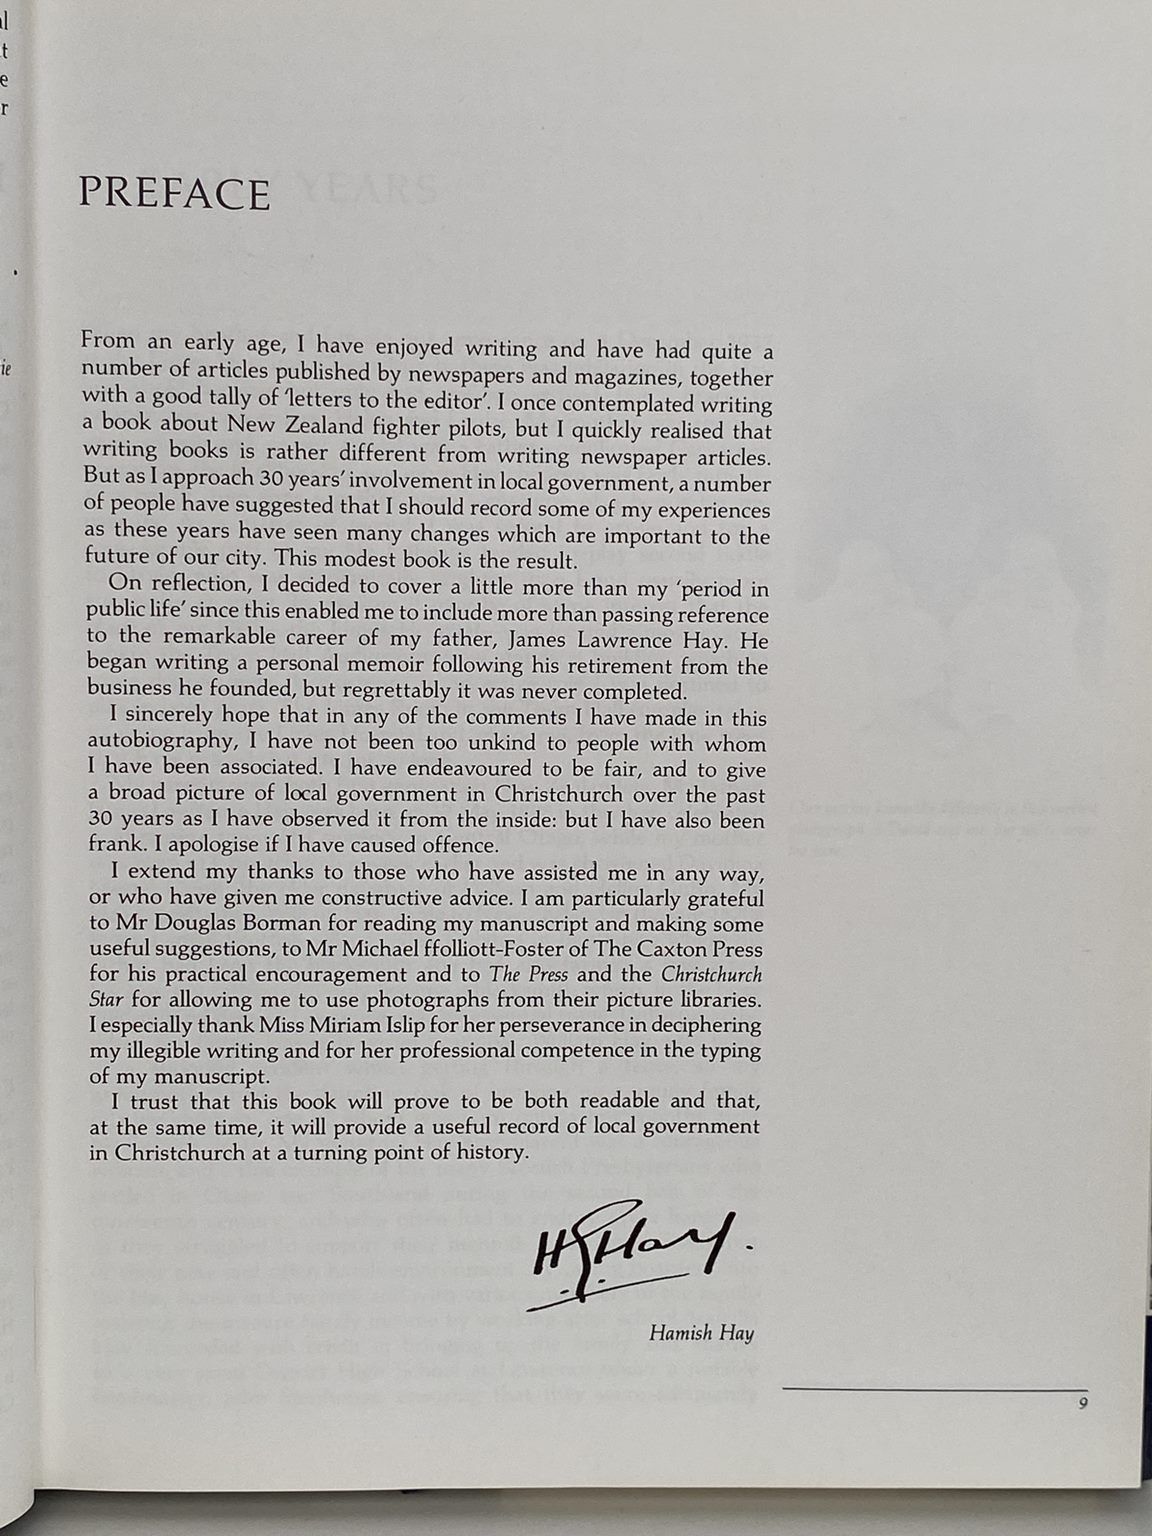 PREFACE
From an early age, I have enjoyed writing and have had quite a
number of articles published by newspapers and magazines, together
with a good tally of 'letters to the editor'. I once contemplated writing
a book about New Zealand fighter pilots, but I quickly realised that
writing books is rather different from writing newspaper articles.
But as I approach 30 years' involvement in local government, a number
of people have suggested that I should record some of my experiences
as these years have seen many changes which are important to the
future of our city. This modest book is the result.
On reflection, I decided to cover a little more than my 'period in
public life' since this enabled me to include more than passing reference
to the remarkable career of my father, James Lawrence Hay. He
began writing a personal memoir following his retirement from the
business he founded, but regrettably it was never completed.
I sincerely hope that in any of the comments I have made in this
autobiography, I have not been too unkind to people with whom
I have been associated. I have endeavoured to be fair, and to give
a broad picture of local government in Christchurch over the past
30 years as I have observed it from the inside: but I have also been
frank. I apologise if I have caused offence.
I extend my thanks to those who have assisted me in any way,
or who have given me constructive advice. I am particularly grateful
to Mr Douglas Borman for reading my manuscript and making some
useful suggestions, to Mr Michael ffolliott-Foster of The Caxton Press
for his practical encouragement and to The Press and the Christchurch
Star for allowing me to use photographs from their picture libraries.
I especially thank Miss Miriam Islip for her perseverance in deciphering
my illegible writing and for her professional competence in the typing
of my manuscript.
I trust that this book will prove to be both readable and that,
at the same time, it will provide a useful record of local government
in Christchurch at a turning point of history.
HGHay.
Hamish Hay
9